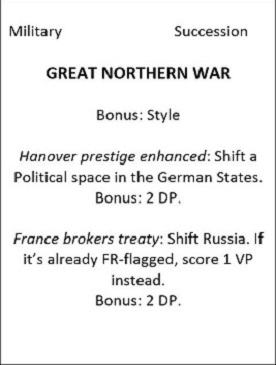 Military Succession
GREAT NORTHERN WAR
Bonus: Style
Hanover prestige enhanced: Shift a
Political space in the German States.
Bonus: 2 DP.
France brokers treaty: Shift Russia. If
it's already FR-flagged, score 1 VP
instead.
Bonus: 2 DP.